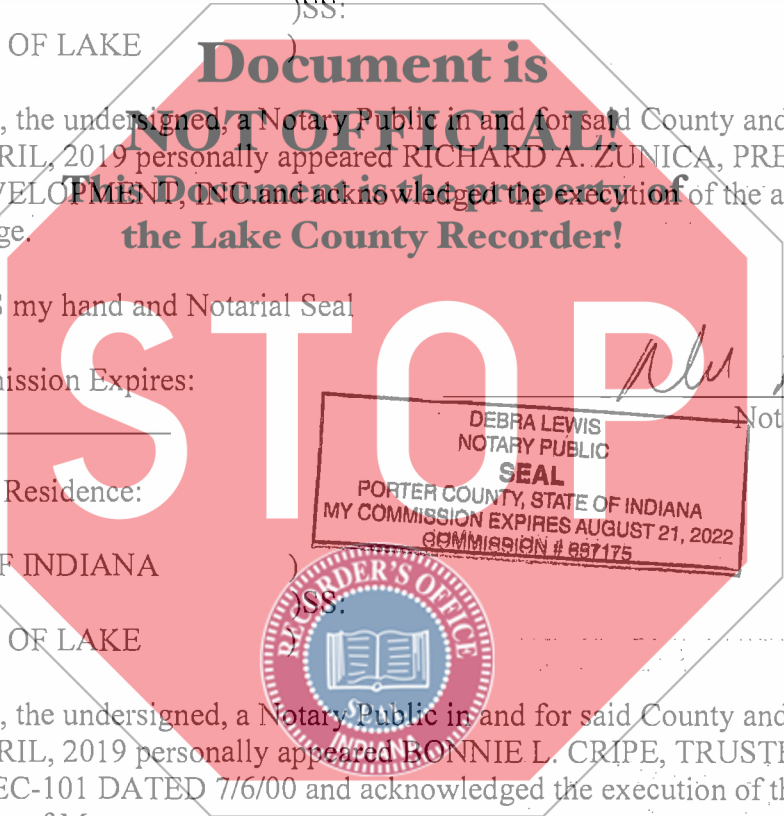 )SS:
OF LAKE )
Document is
, the undersigned, a Notary Public in and for said County and
NOT OFFICIAL!
RIL, 2019 personally appeared RICHARD A. ZUNICA, PRE
VELOPMENT, INC. and acknowledged the execution of the a
This Document is the property of
ge.
the Lake County Recorder!
S my hand and Notarial Seal
STOP
ission Expires:
Not
DEBRA LEWIS
NOTARY PUBLIC
SEAL
PORTER COUNTY, STATE OF INDIANA
MY COMMISSION EXPIRES AUGUST 21, 2022
COMMISSION # 697175
Residence:
F INDIANA )
)SS:
OF LAKE )
RECORDER'S OFFICE
SEAL
INDIANA
, the undersigned, a Notary Public in and for said County and
RIL, 2019 personally appeared BONNIE L. CRIPE, TRUSTE
EC-101 DATED 7/6/00 and acknowledged the execution of th